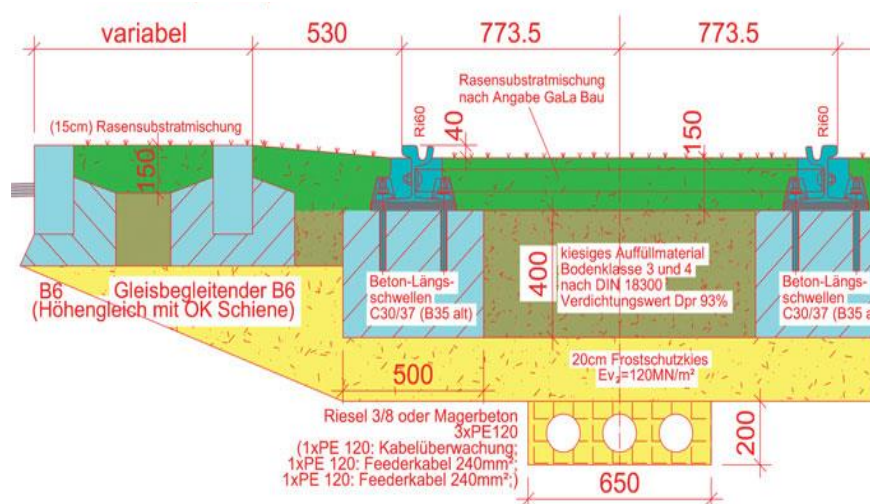 variabel
530
773.5
773.5
(15cm) Rasensubstratmischung
Rasensubstratmischung
nach Angabe GaLa Bau
Ri60
Ri60
40
150
150
400
kiesiges Auffüllmaterial
Bodenklasse 3 und 4
nach DIN 18300
Verdichtungswert Dpr 93%
Beton-Längs-
schwellen
C30/37 (B35 alt)
Beton-Längs-
schwellen
C30/37 (B35 a
B6
Gleisbegleitender B6
(Höhengleich mit OK Schiene)
500
20cm Frostschutzkies
Ev₂=120MN/m²
Riesel 3/8 oder Magerbeton
3xPE120
(1xPE 120: Kabelüberwachung;
1xPE 120: Feederkabel 240mm²;
1xPE 120: Feederkabel 240mm²;)
200
650